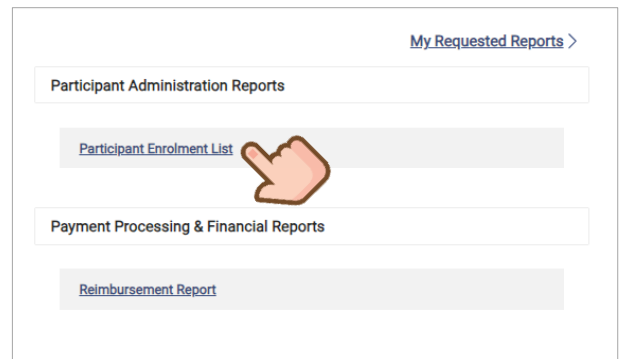 My Requested Reports >
Participant Administration Reports
Participant Enrolment List
Payment Processing & Financial Reports
Reimbursement Report